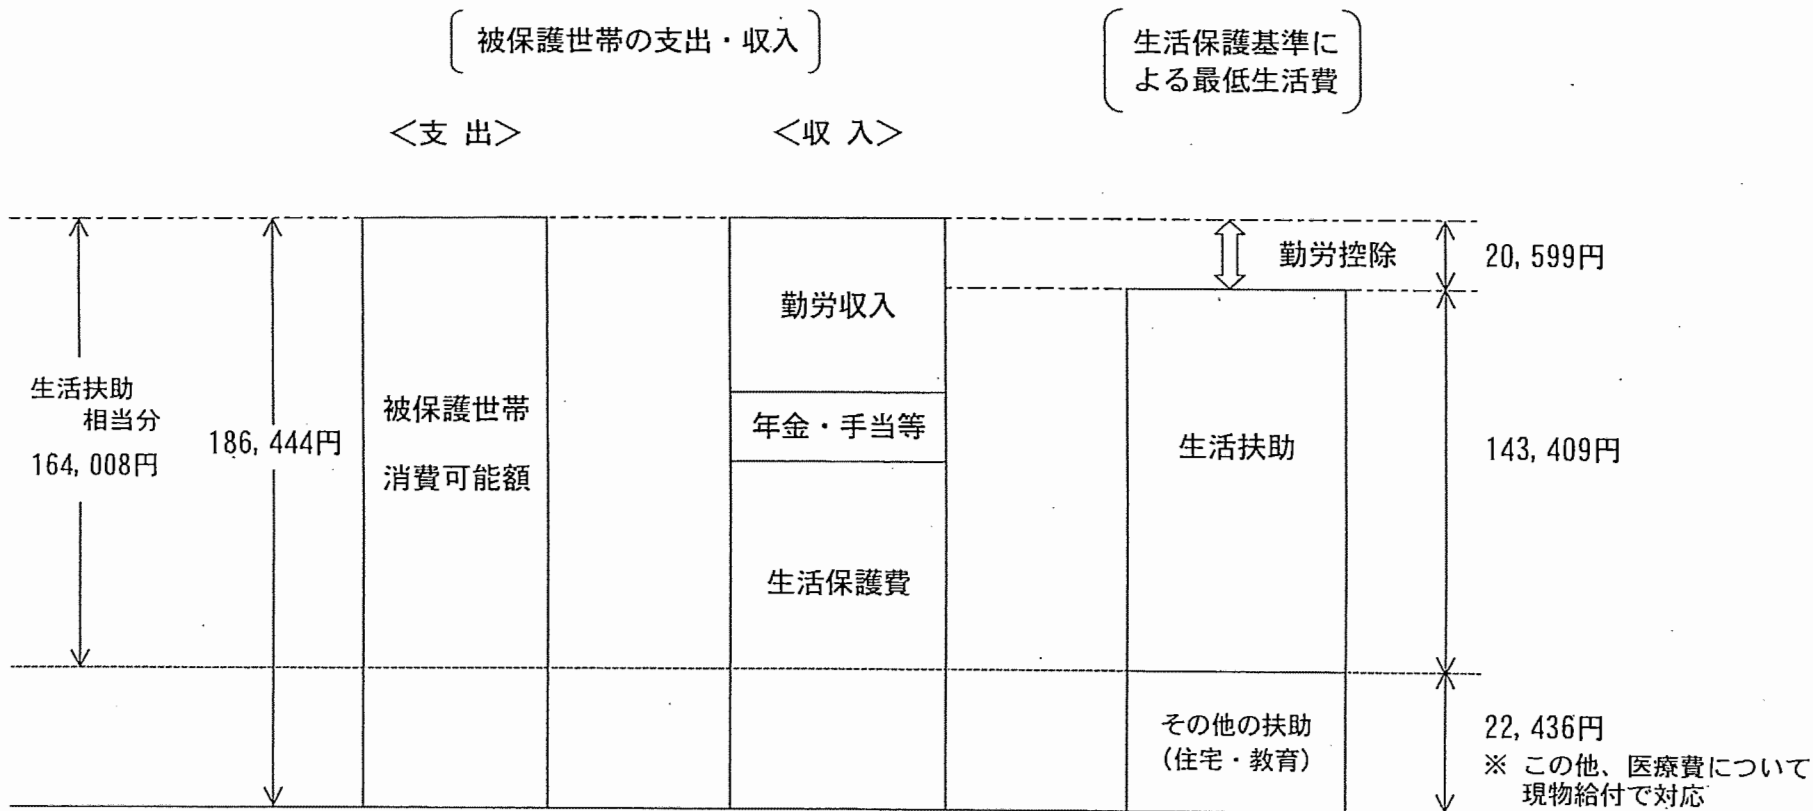 被保護世帯の支出・収入
生活保護基準に
よる最低生活費
＜支 出＞
＜収 入＞
生活扶助
相当分
164,008円
186,444円
被保護世帯
消費可能額
勤労収入
年金・手当等
生活保護費
勤労控除
20,599円
生活扶助
143,409円
その他の扶助
（住宅・教育）
22,436円
※ この他、医療費について
現物給付で対応